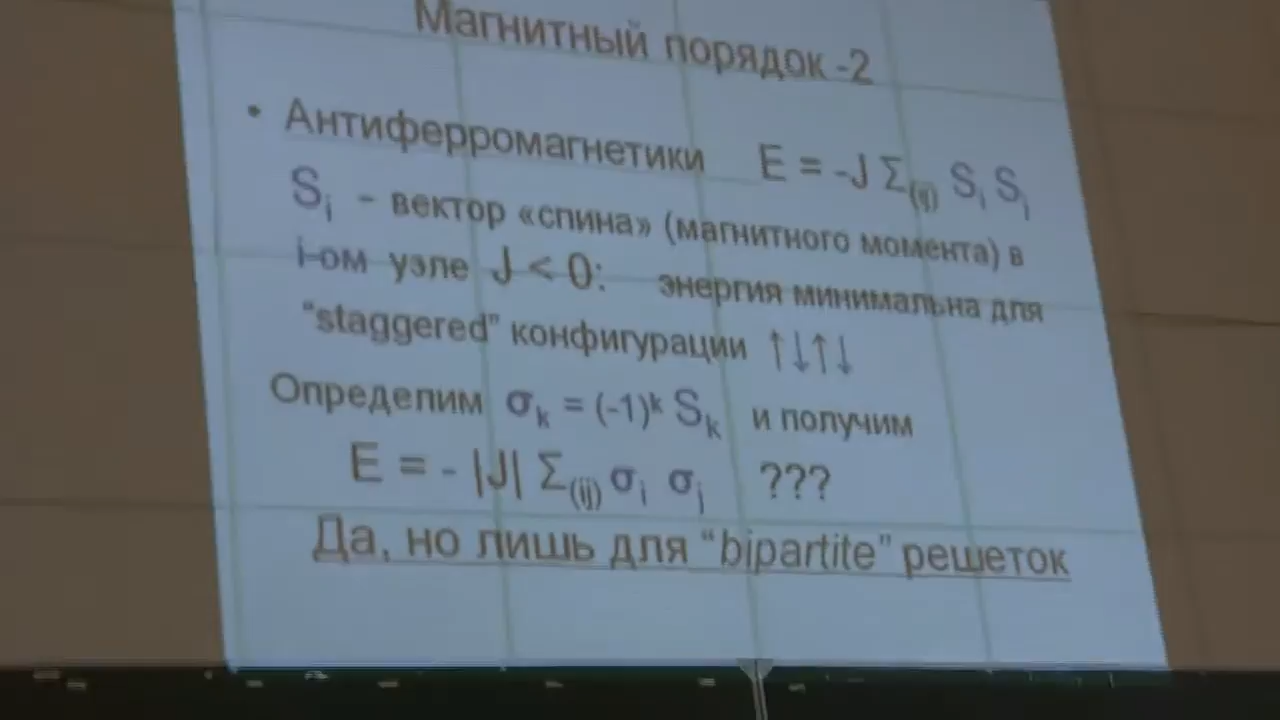 Магнитный порядок -2
• Антиферромагнетики E = -J Σ(ij) Si Sj
Si - вектор «спина» (магнитного момента) в
i-ом узле J < 0: энергия минимальна для
“staggered” конфигурации ↑↓↑↓
Определим σk = (-1)ᵏ Sk и получим
E = - |J| Σ(ij) σi σj ???
Да, но лишь для “bipartite” решеток